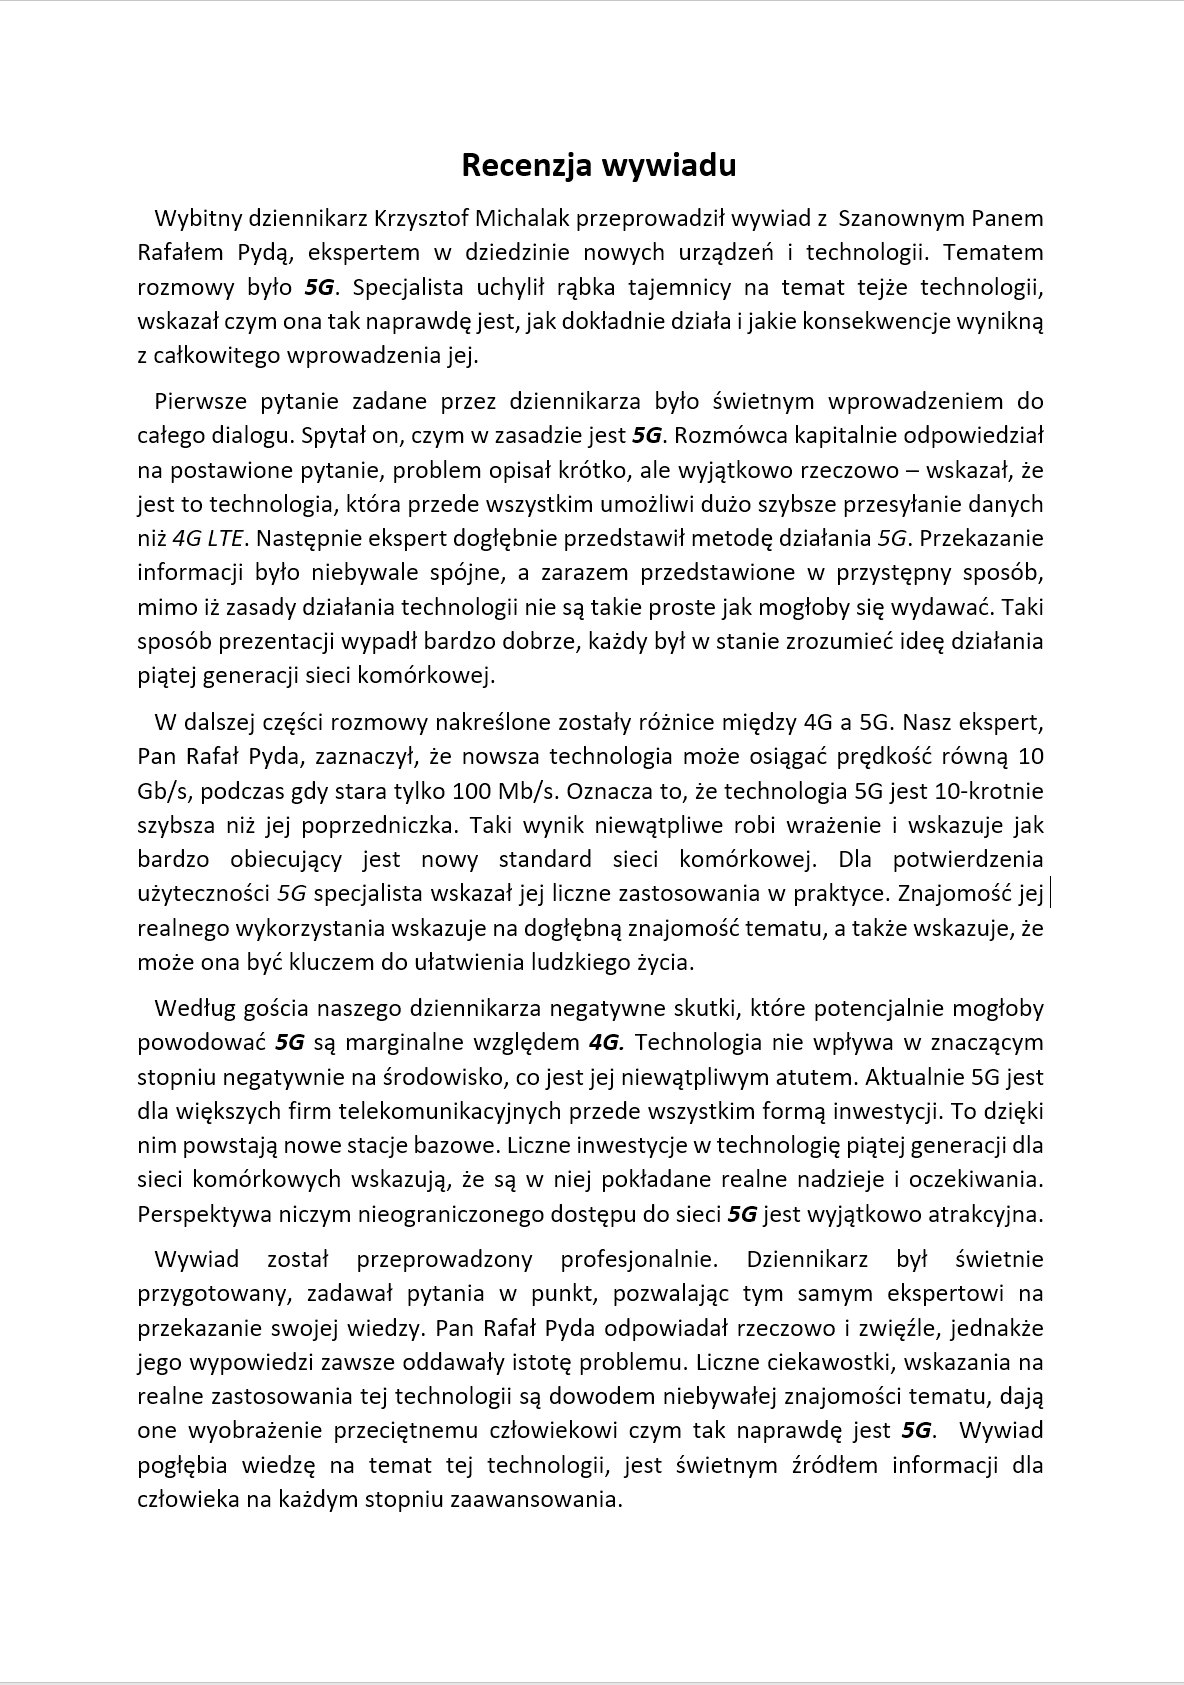 Recenzja wywiadu
Wybitny dziennikarz Krzysztof Michalak przeprowadził wywiad z  Szanownym Panem
Rafałem Pydą, ekspertem w dziedzinie nowych urządzeń i technologii. Tematem
rozmowy było 5G. Specjalista uchylił rąbka tajemnicy na temat tejże technologii,
wskazał czym ona tak naprawdę jest, jak dokładnie działa i jakie konsekwencje wynikną
z całkowitego wprowadzenia jej.
Pierwsze pytanie zadane przez dziennikarza było świetnym wprowadzeniem do
całego dialogu. Spytał on, czym w zasadzie jest 5G. Rozmówca kapitalnie odpowiedział
na postawione pytanie, problem opisał krótko, ale wyjątkowo rzeczowo – wskazał, że
jest to technologia, która przede wszystkim umożliwi dużo szybsze przesyłanie danych
niż 4G LTE. Następnie ekspert dogłębnie przedstawił metodę działania 5G. Przekazanie
informacji było niebywale spójne, a zarazem przedstawione w przystępny sposób,
mimo iż zasady działania technologii nie są takie proste jak mogłoby się wydawać. Taki
sposób prezentacji wypadł bardzo dobrze, każdy był w stanie zrozumieć ideę działania
piątej generacji sieci komórkowej.
W dalszej części rozmowy nakreślone zostały różnice między 4G a 5G. Nasz ekspert,
Pan Rafał Pyda, zaznaczył, że nowsza technologia może osiągać prędkość równą 10
Gb/s, podczas gdy stara tylko 100 Mb/s. Oznacza to, że technologia 5G jest 10-krotnie
szybsza niż jej poprzedniczka. Taki wynik niewątpliwe robi wrażenie i wskazuje jak
bardzo obiecujący jest nowy standard sieci komórkowej. Dla potwierdzenia
użyteczności 5G specjalista wskazał jej liczne zastosowania w praktyce. Znajomość jej
realnego wykorzystania wskazuje na dogłębną znajomość tematu, a także wskazuje, że
może ona być kluczem do ułatwienia ludzkiego życia.
Według gościa naszego dziennikarza negatywne skutki, które potencjalnie mogłoby
powodować 5G są marginalne względem 4G. Technologia nie wpływa w znaczącym
stopniu negatywnie na środowisko, co jest jej niewątpliwym atutem. Aktualnie 5G jest
dla większych firm telekomunikacyjnych przede wszystkim formą inwestycji. To dzięki
nim powstają nowe stacje bazowe. Liczne inwestycje w technologię piątej generacji dla
sieci komórkowych wskazują, że są w niej pokładane realne nadzieje i oczekiwania.
Perspektywa niczym nieograniczonego dostępu do sieci 5G jest wyjątkowo atrakcyjna.
Wywiad został przeprowadzony profesjonalnie. Dziennikarz był świetnie
przygotowany, zadawał pytania w punkt, pozwalając tym samym ekspertowi na
przekazanie swojej wiedzy. Pan Rafał Pyda odpowiadał rzeczowo i zwięźle, jednakże
jego wypowiedzi zawsze oddawały istotę problemu. Liczne ciekawostki, wskazania na
realne zastosowania tej technologii są dowodem niebywałej znajomości tematu, dają
one wyobrażenie przeciętnemu człowiekowi czym tak naprawdę jest 5G.  Wywiad
pogłębia wiedzę na temat tej technologii, jest świetnym źródłem informacji dla
człowieka na każdym stopniu zaawansowania.